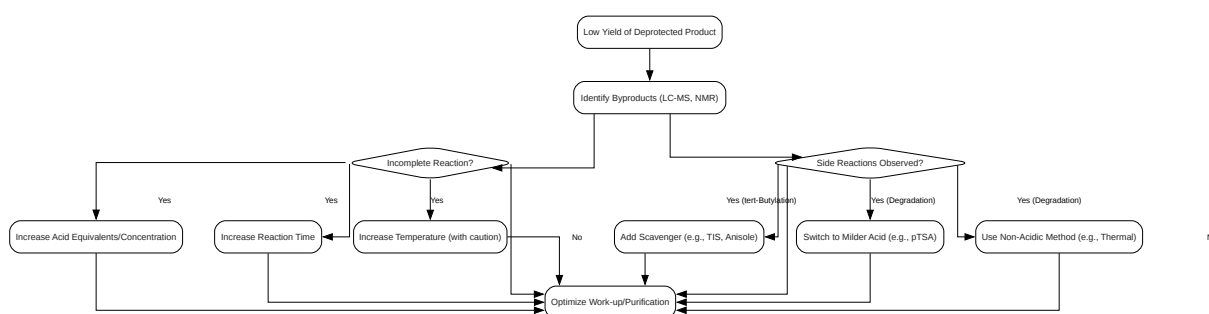 Low Yield of Deprotected Product
Identify Byproducts (LC-MS, NMR)
Incomplete Reaction?
Side Reactions Observed?
Yes
Yes
Yes
Yes (tert-Butylation)
Yes (Degradation)
Yes (Degradation)
Increase Acid Equivalents/Concentration
Increase Reaction Time
Increase Temperature (with caution)
No
Add Scavenger (e.g., TIS, Anisole)
Switch to Milder Acid (e.g., pTSA)
Use Non-Acidic Method (e.g., Thermal)
Optimize Work-up/Purification